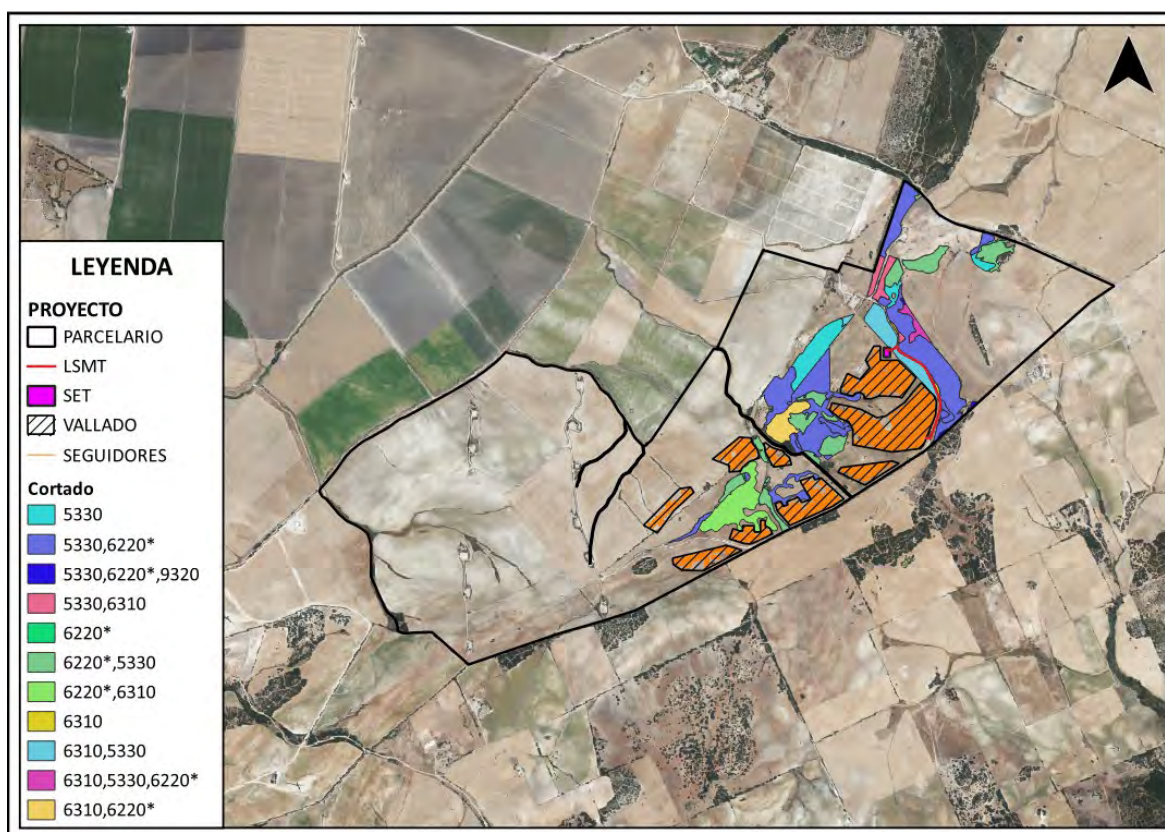 LEYENDA
PROYECTO
PARCELARIO
LSMT
SET
VALLADO
SEGUIDORES
Cortado
5330
5330,6220*
5330,6220*,9320
5330,6310
6220*
6220*,5330
6220*,6310
6310
6310,5330
6310,5330,6220*
6310,6220*